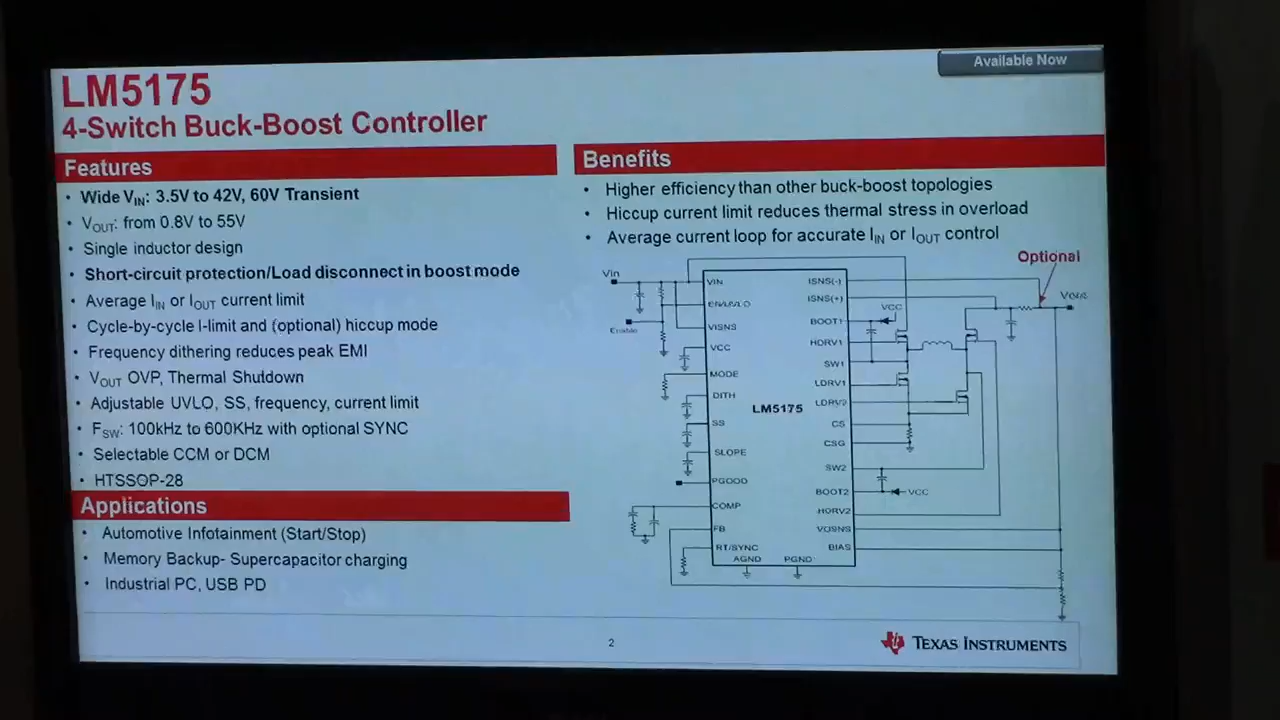 Available Now
LM5175
4-Switch Buck-Boost Controller
Features
• Wide VIN: 3.5V to 42V, 60V Transient
• VOUT: from 0.8V to 55V
• Single inductor design
• Short-circuit protection/Load disconnect in boost mode
• Average IIN or IOUT current limit
• Cycle-by-cycle I-limit and (optional) hiccup mode
• Frequency dithering reduces peak EMI
• VOUT OVP, Thermal Shutdown
• Adjustable UVLO, SS, frequency, current limit
• FSW: 100kHz to 600KHz with optional SYNC
• Selectable CCM or DCM
• HTSSOP-28
Applications
• Automotive Infotainment (Start/Stop)
• Memory Backup- Supercapacitor charging
• Industrial PC, USB PD
Benefits
• Higher efficiency than other buck-boost topologies
• Hiccup current limit reduces thermal stress in overload
• Average current loop for accurate IIN or IOUT control
Optional
Vin
Vout
Enable
VIN
EN/UVLO
VISNS
VCC
MODE
DITH
SS
SLOPE
PGOOD
COMP
FB
RT/SYNC
AGND
PGND
LM5175
ISNS(-)
ISNS(+)
BOOT1
VCC
HDRV1
SW1
LDRV1
LDRV2
CS
CSG
SW2
BOOT2
VCC
HDRV2
VOSNS
BIAS
2
TEXAS INSTRUMENTS